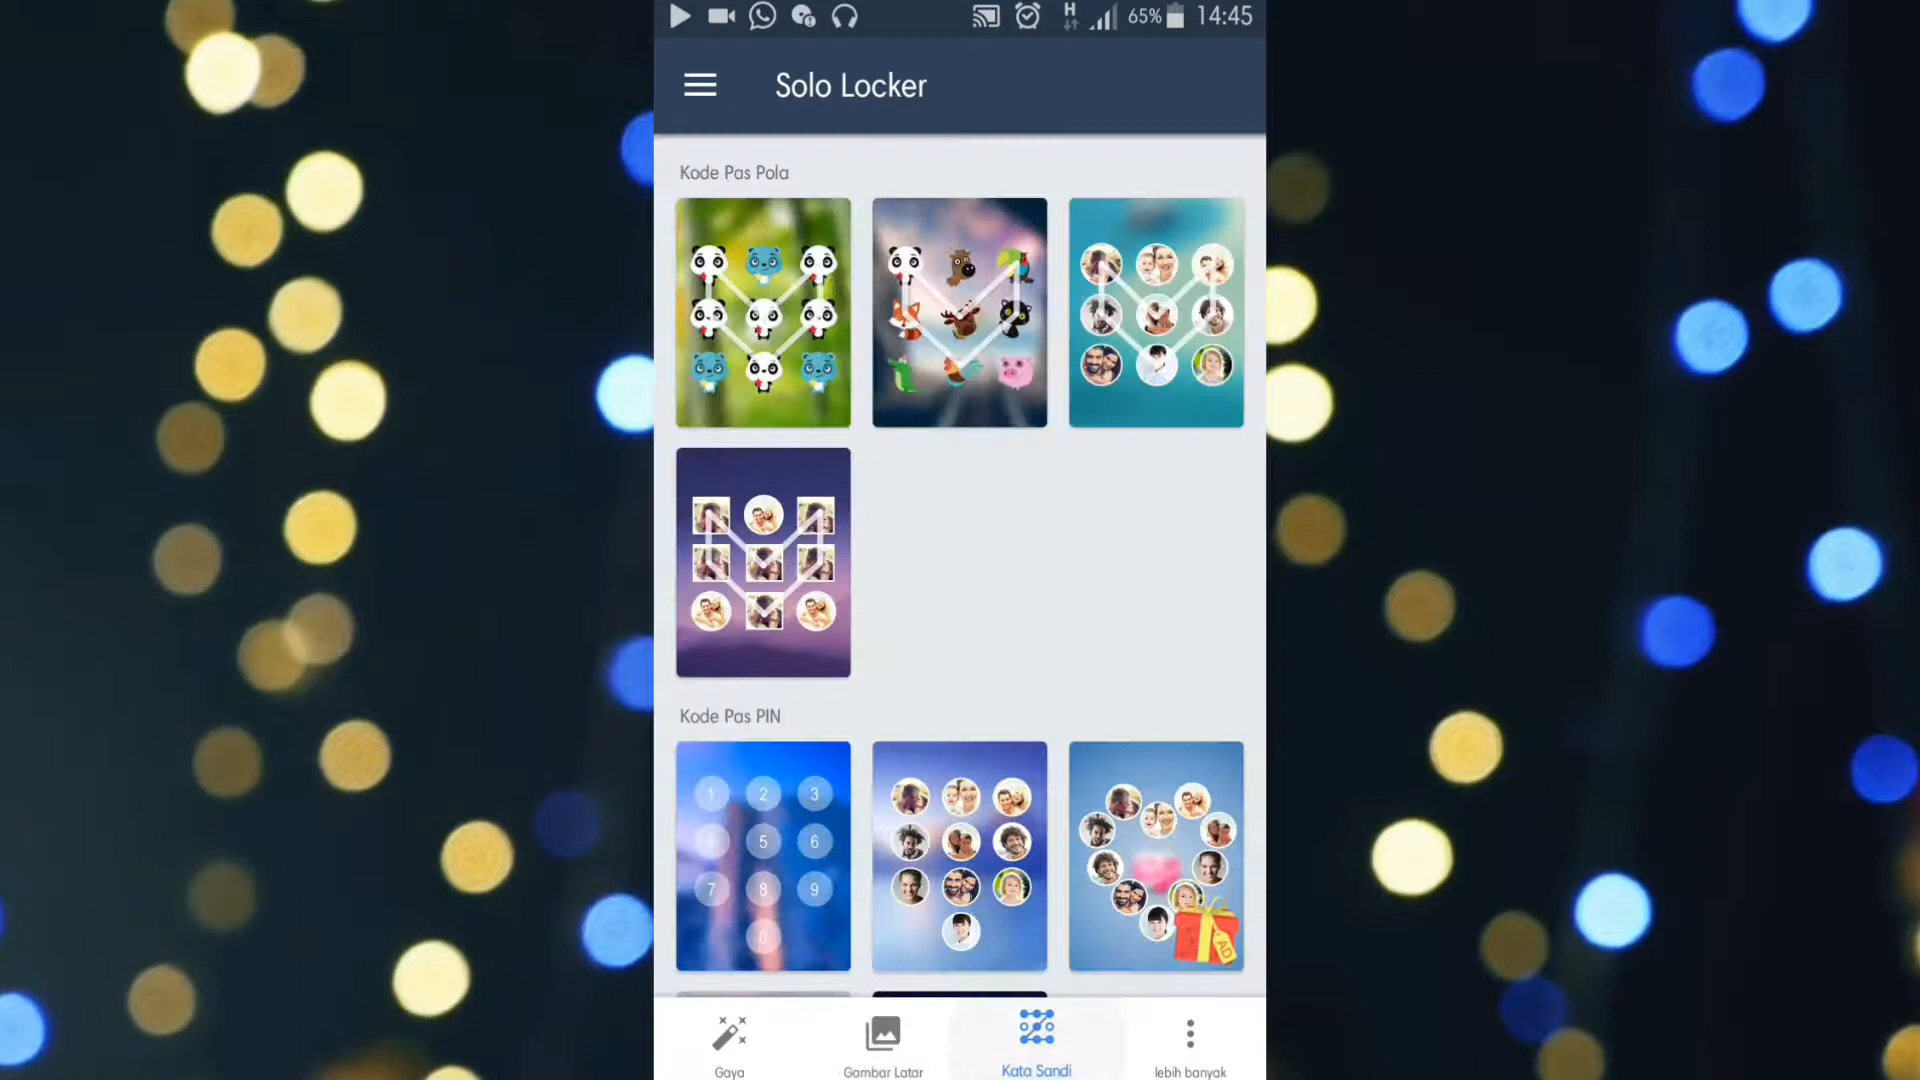 H 65% 14:45
Solo Locker
Kode Pas Pola
Kode Pas PIN
1 2 3
5 6
7 8 9
0
AD
Gaya Gambar Latar Kata Sandi lebih banyak